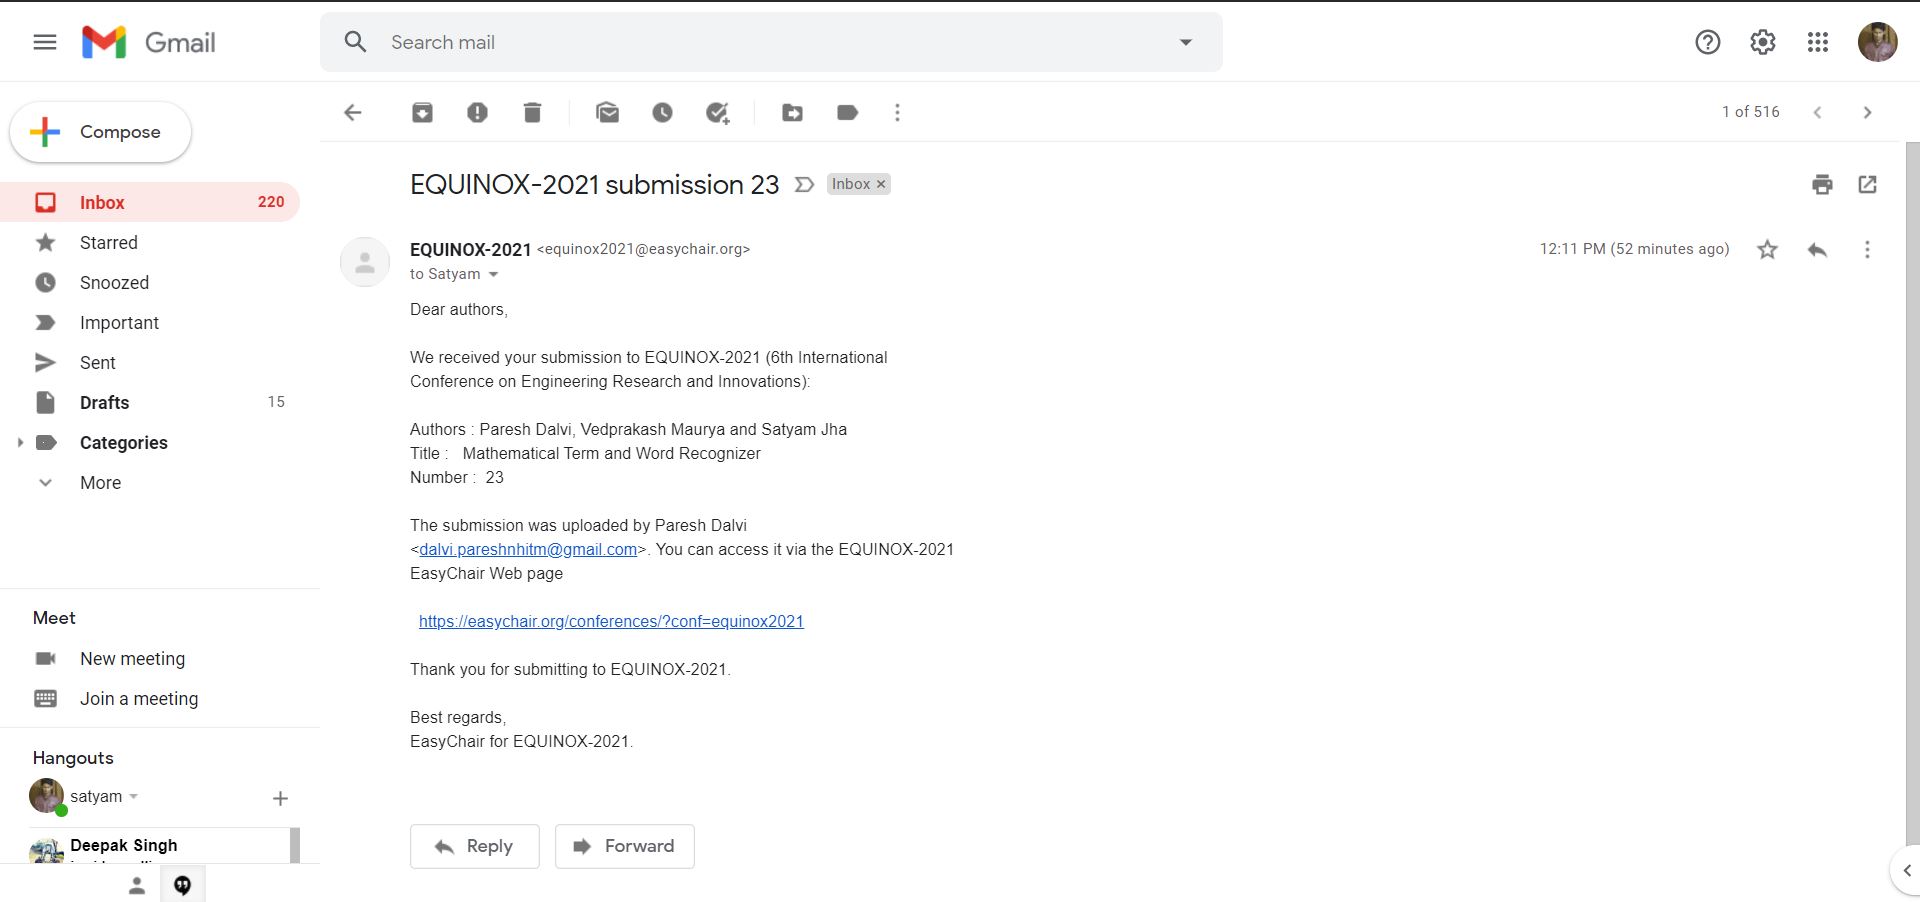 Gmail
Search mail
Compose
1 of 516
Inbox 220
Starred
Snoozed
Important
Sent
Drafts 15
Categories
More
Meet
New meeting
Join a meeting
Hangouts
satyam
Deepak Singh
EQUINOX-2021 submission 23 Inbox ×
EQUINOX-2021 <equinox2021@easychair.org> 12:11 PM (52 minutes ago)
to Satyam
Dear authors,
We received your submission to EQUINOX-2021 (6th International
Conference on Engineering Research and Innovations):
Authors : Paresh Dalvi, Vedprakash Maurya and Satyam Jha
Title : Mathematical Term and Word Recognizer
Number : 23
The submission was uploaded by Paresh Dalvi
<dalvi.pareshnhitm@gmail.com>. You can access it via the EQUINOX-2021
EasyChair Web page
https://easychair.org/conferences/?conf=equinox2021
Thank you for submitting to EQUINOX-2021.
Best regards,
EasyChair for EQUINOX-2021.
Reply
Forward